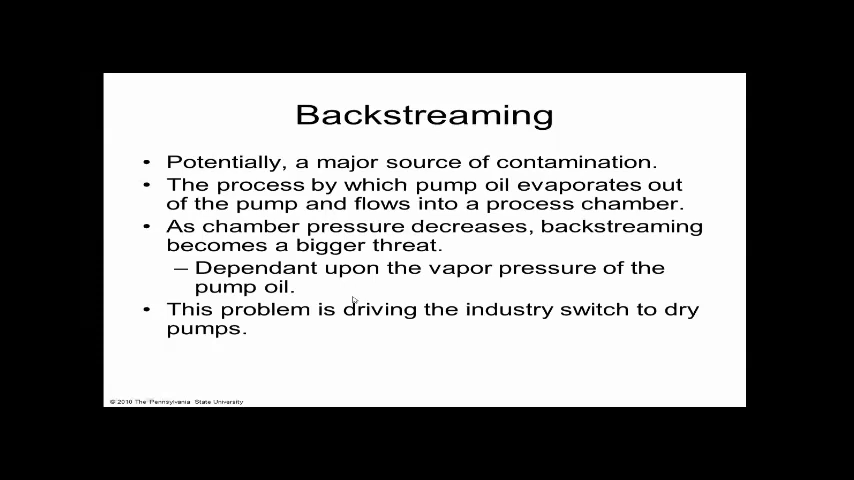 Backstreaming
• Potentially, a major source of contamination.
• The process by which pump oil evaporates out
of the pump and flows into a process chamber.
• As chamber pressure decreases, backstreaming
becomes a bigger threat.
– Dependant upon the vapor pressure of the
pump oil.
• This problem is driving the industry switch to dry
pumps.
© 2010 The Pennsylvania State University